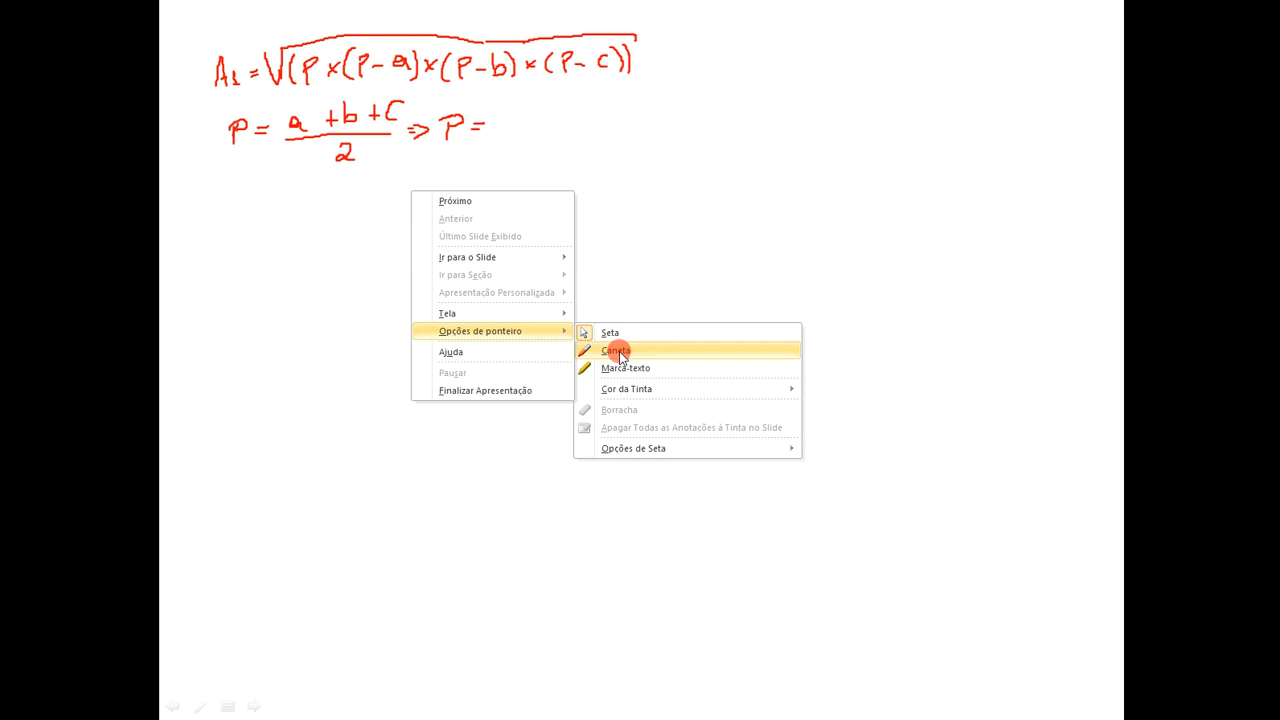 A₁ = √(P × (P - a) × (P - b) × (P - c))
P = a + b + c / 2 ⇒ P =
Próximo
Anterior
Último Slide Exibido
Ir para o Slide
Ir para Seção
Apresentação Personalizada
Tela
Opções de ponteiro
Ajuda
Pausar
Finalizar Apresentação
Seta
Caneta
Marca-texto
Cor da Tinta
Borracha
Apagar Todas as Anotações à Tinta no Slide
Opções de Seta